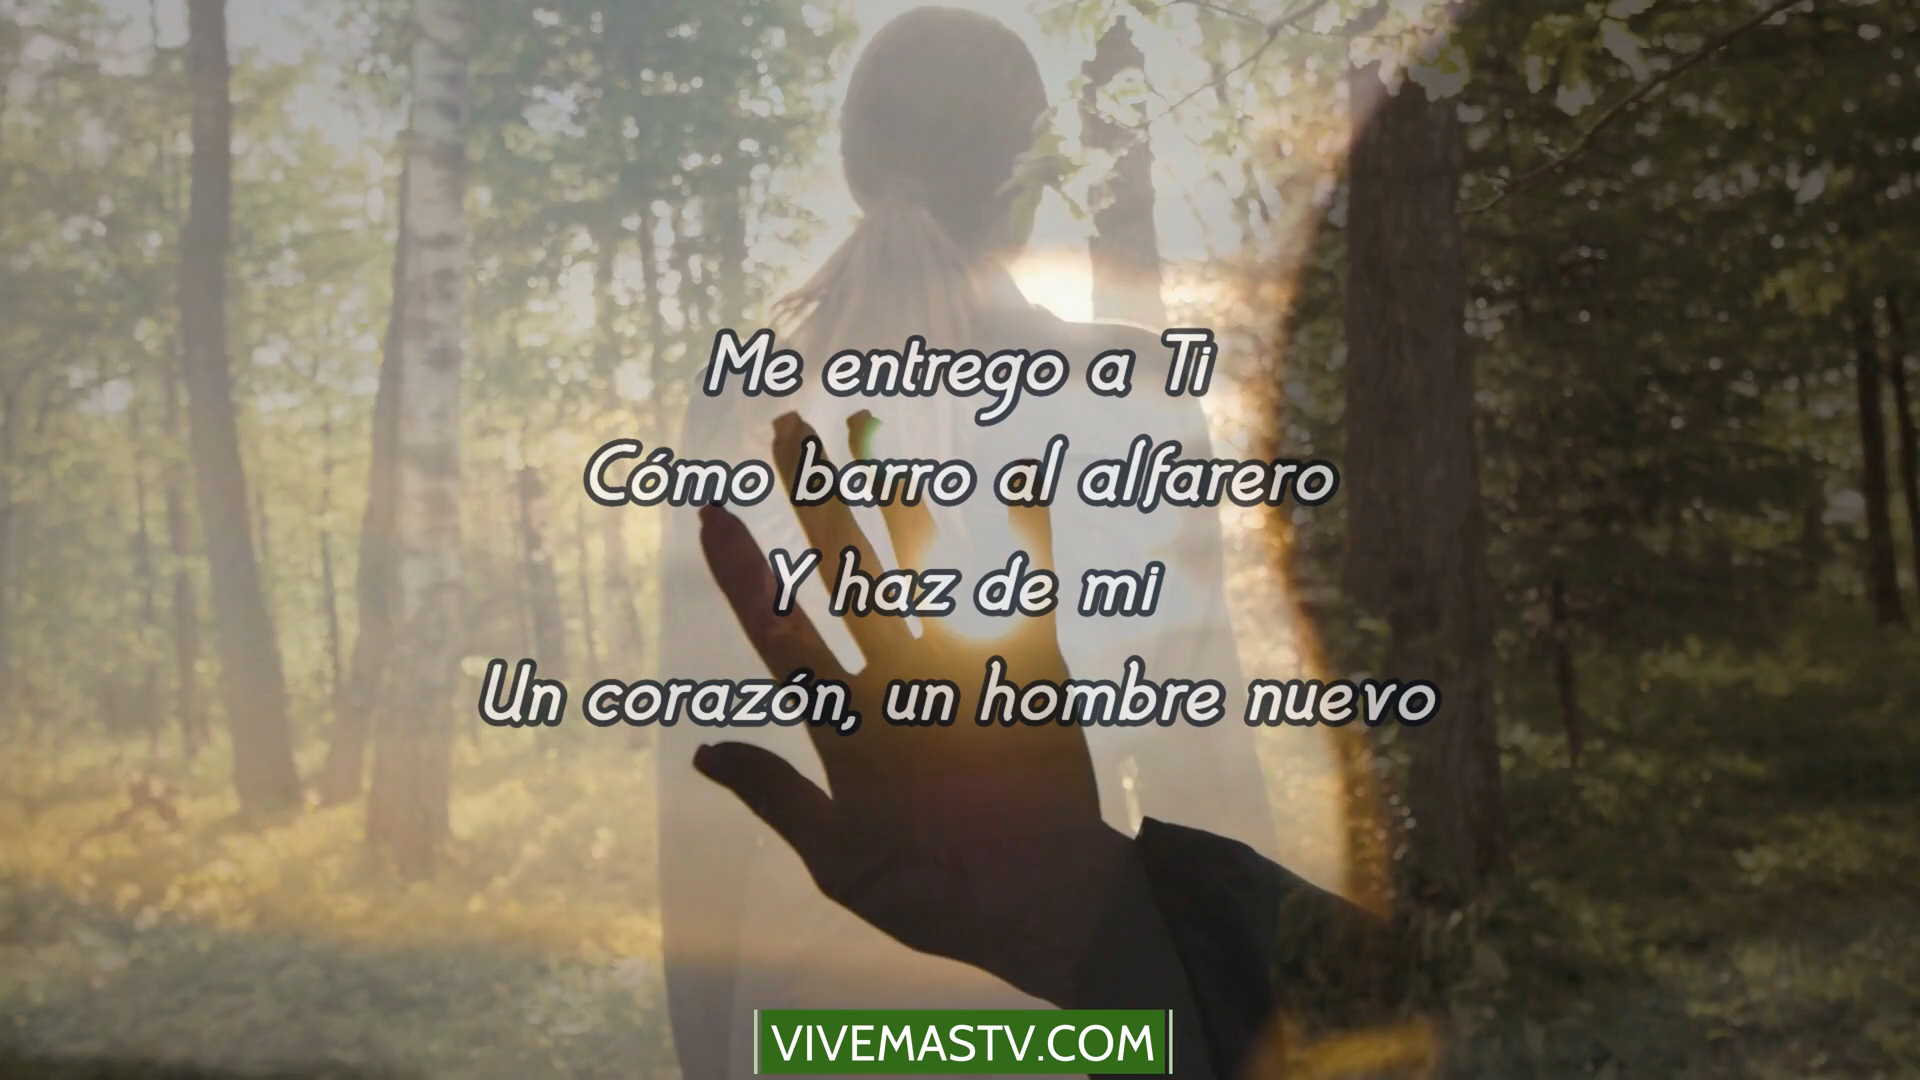 Me entrego a Ti
Cómo barro al alfarero
Y haz de mi
Un corazón, un hombre nuevo
VIVEMASTV.COM